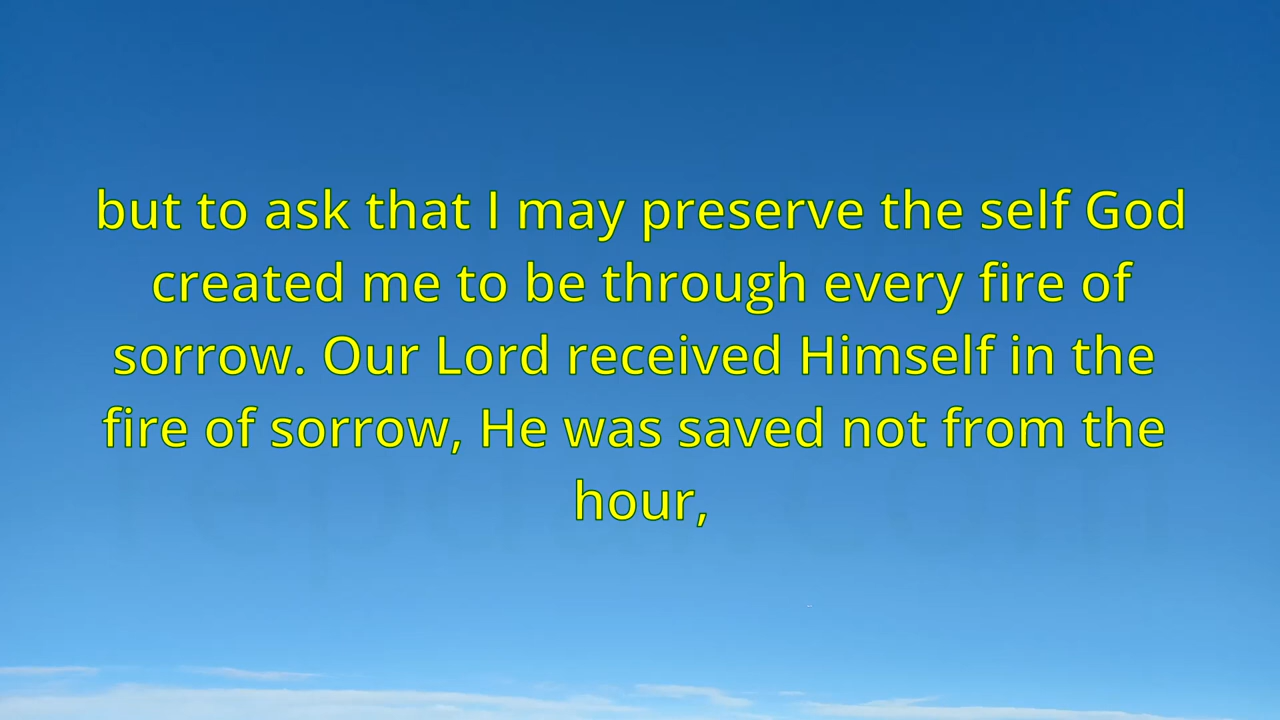 but to ask that I may preserve the self God
created me to be through every fire of
sorrow. Our Lord received Himself in the
fire of sorrow, He was saved not from the
hour,